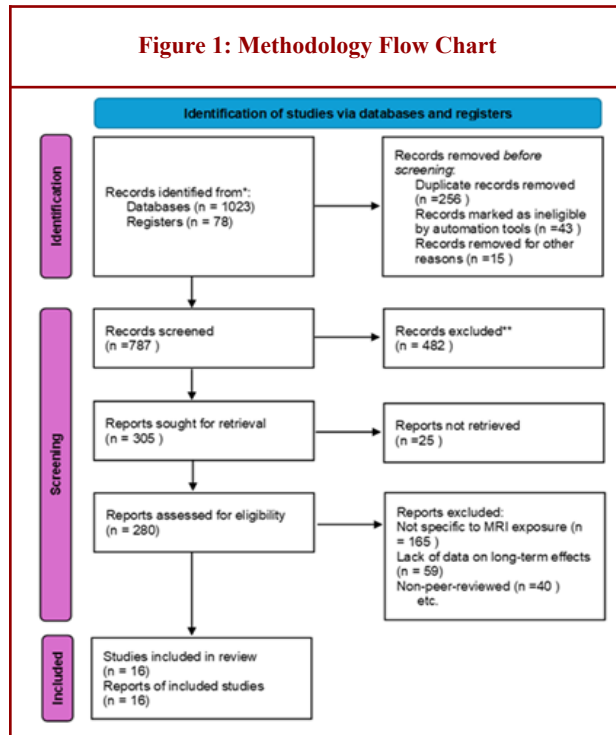 Figure 1: Methodology Flow Chart
Identification of studies via databases and registers
Identification
Records identified from*:
Databases (n = 1023)
Registers (n = 78)
Records removed before
screening:
Duplicate records removed
(n =256 )
Records marked as ineligible
by automation tools (n =43 )
Records removed for other
reasons (n =15 )
Screening
Records screened
(n =787 )
Records excluded**
(n = 482 )
Reports sought for retrieval
(n = 305 )
Reports not retrieved
(n =25 )
Reports assessed for eligibility
(n = 280)
Reports excluded:
Not specific to MRI exposure (n
= 165 )
Lack of data on long-term effects
(n = 59)
Non-peer-reviewed (n =40 )
etc.
Included
Studies included in review
(n = 16)
Reports of included studies
(n = 16)